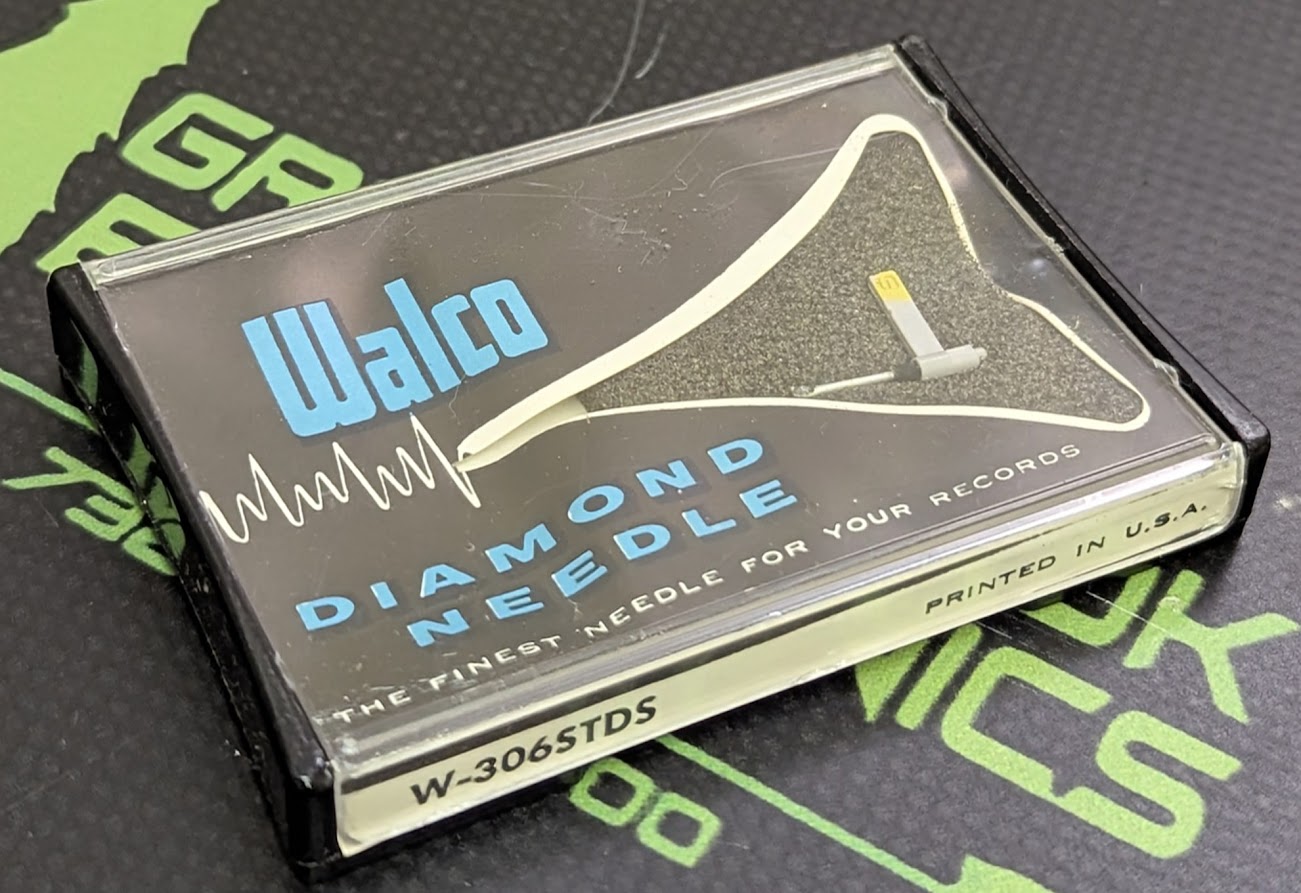 Walco
DIAMOND
NEEDLE
THE FINEST NEEDLE FOR YOUR RECORDS
W-306STDS
PRINTED IN U.S.A.